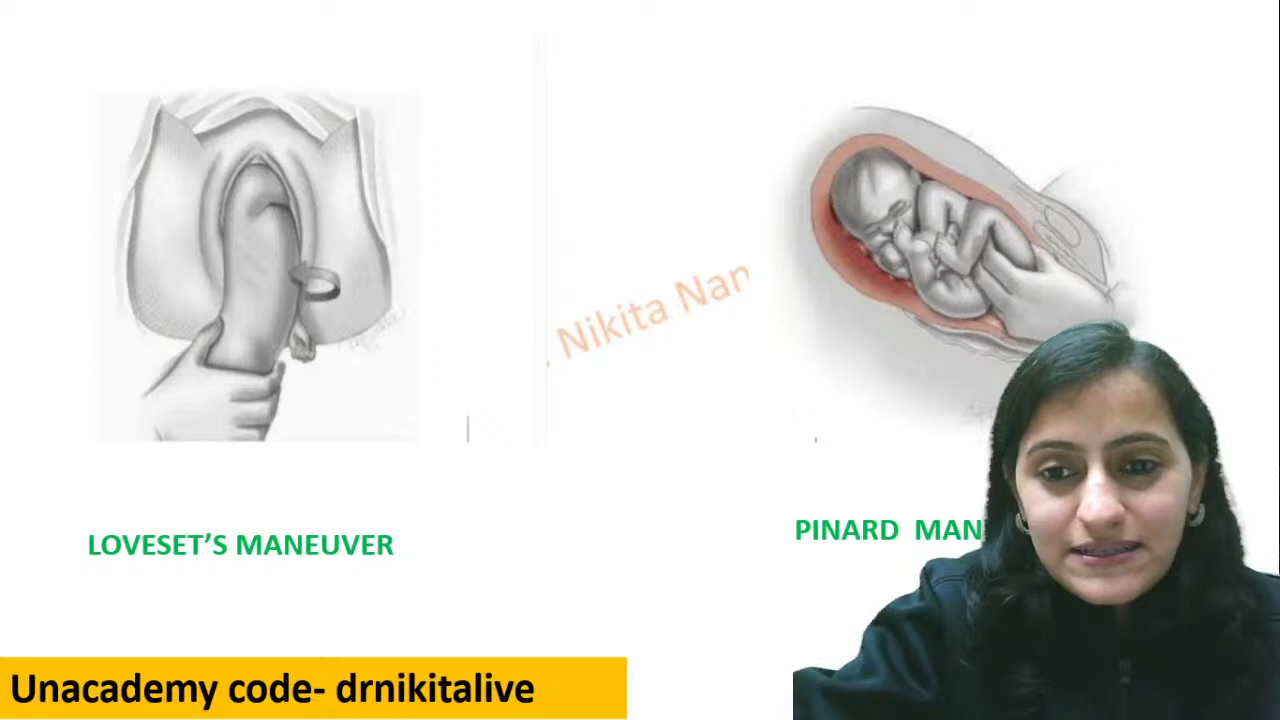 . Nikita Nan
LOVESET'S MANEUVER
PINARD MAN
Unacademy code- drnikitalive